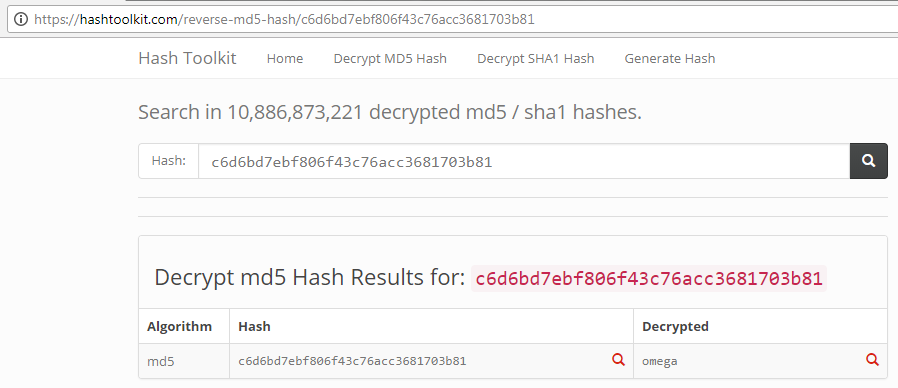 https://hashtoolkit.com/reverse-md5-hash/c6d6bd7ebf806f43c76acc3681703b81
Hash Toolkit Home Decrypt MD5 Hash Decrypt SHA1 Hash Generate Hash
Search in 10,886,873,221 decrypted md5 / sha1 hashes.
Hash: c6d6bd7ebf806f43c76acc3681703b81
Decrypt md5 Hash Results for: c6d6bd7ebf806f43c76acc3681703b81
Algorithm Hash Decrypted
md5 c6d6bd7ebf806f43c76acc3681703b81 omega